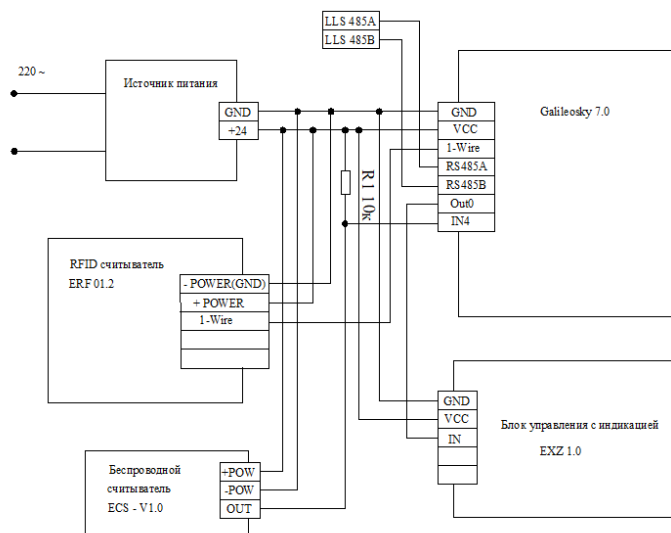 LLS 485A
LLS 485B
220 ~
Источник питания
GND
+24
GND
VCC
1-Wire
RS485A
RS485B
Out0
IN4
Galileosky 7.0
R1 10к
RFID считыватель
ERF 01.2
- POWER(GND)
+ POWER
1-Wire
GND
VCC
IN
Блок управления с индикацией
EXZ 1.0
Беспроводной
считыватель
ECS - V1.0
+POW
-POW
OUT